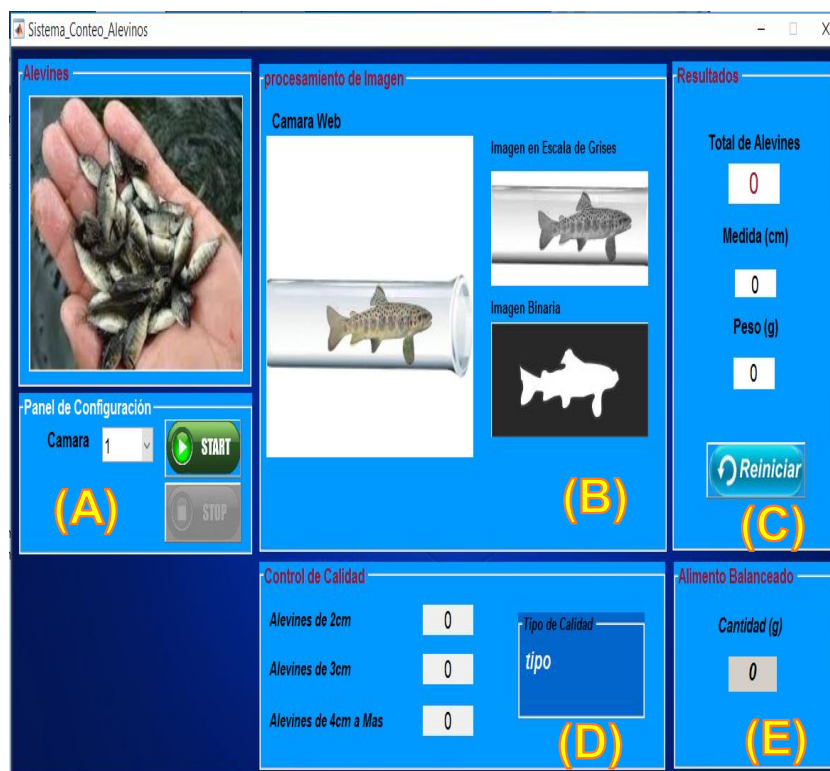 Sistema_Conteo_Alevinos
Alevines
Panel de Configuración
Camara 1
START
STOP
(A)
procesamiento de Imagen
Camara Web
Imagen en Escala de Grises
Imagen Binaria
(B)
Resultados
Total de Alevines
0
Medida (cm)
0
Peso (g)
0
Reiniciar
(C)
Control de Calidad
Alevines de 2cm 0
Alevines de 3cm 0
Alevines de 4cm a Mas 0
Tipo de Calidad
tipo
(D)
Alimento Balanceado
Cantidad (g)
0
(E)